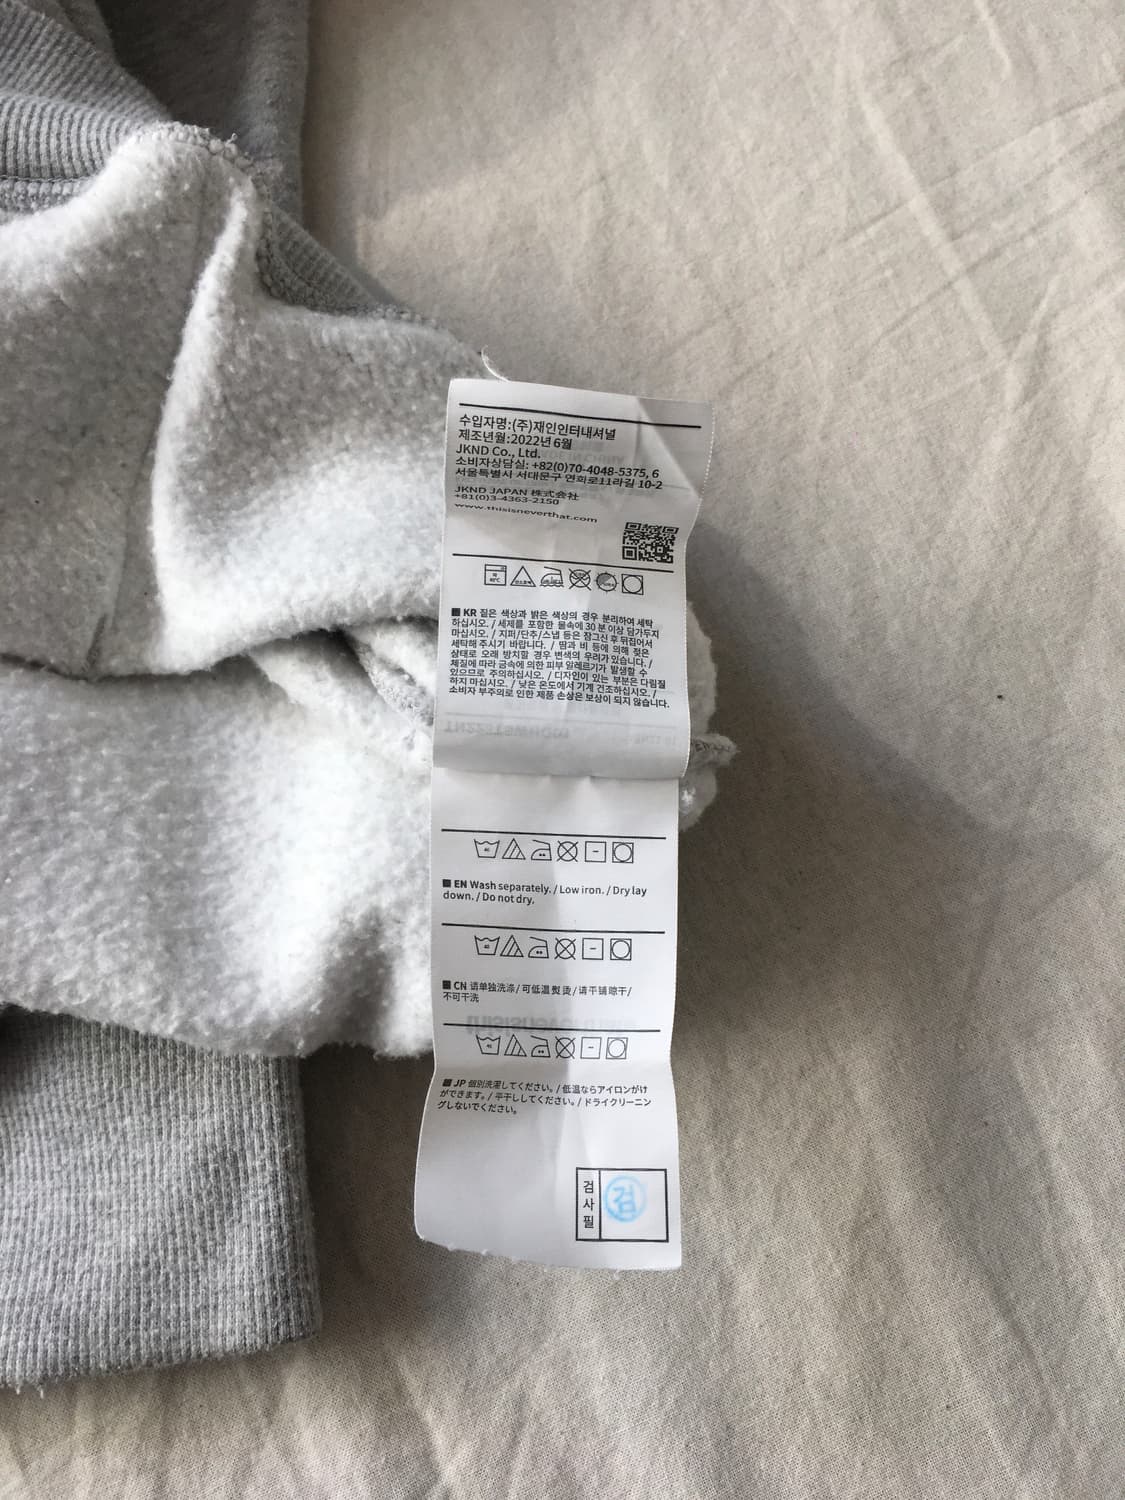 수입자명:(주)재인인터내셔널
제조년월:2022년 6월
JKND Co., Ltd.
소비자상담실: +82(0)70-4048-5375, 6
서울특별시 서대문구 연희로11라길 10-2
JKND JAPAN 株式会社
+81(0)3-4363-2150
www.thisisneverthat.com
■ KR 짙은 색상과 밝은 색상의 경우 분리하여 세탁
하십시오. / 세제를 포함한 물속에 30 분 이상 담가두지
마십시오. / 지퍼/단추/스냅 등은 잠그신 후 뒤집어서
세탁해 주시기 바랍니다. / 땀과 비 등에 의해 젖은
상태로 오래 방치할 경우 변색의 우려가 있습니다. /
체질에 따라 금속에 의한 피부 알레르기가 발생할 수
있으므로 주의하십시오. / 디자인이 있는 부분은 다림질
하지 마십시오. / 낮은 온도에서 기계 건조하십시오. /
소비자 부주의로 인한 제품 손상은 보상이 되지 않습니다.
■ EN Wash separately. / Low iron. / Dry lay
down. / Do not dry.
■ CN 请单独洗涤/ 可低温熨烫/ 请平铺晾干/
不可干洗
■ JP 個別洗濯してください。/ 低温ならアイロンがけ
ができます。/ 平干ししてください。/ ドライクリーニン
グしないでください。
검사필
검